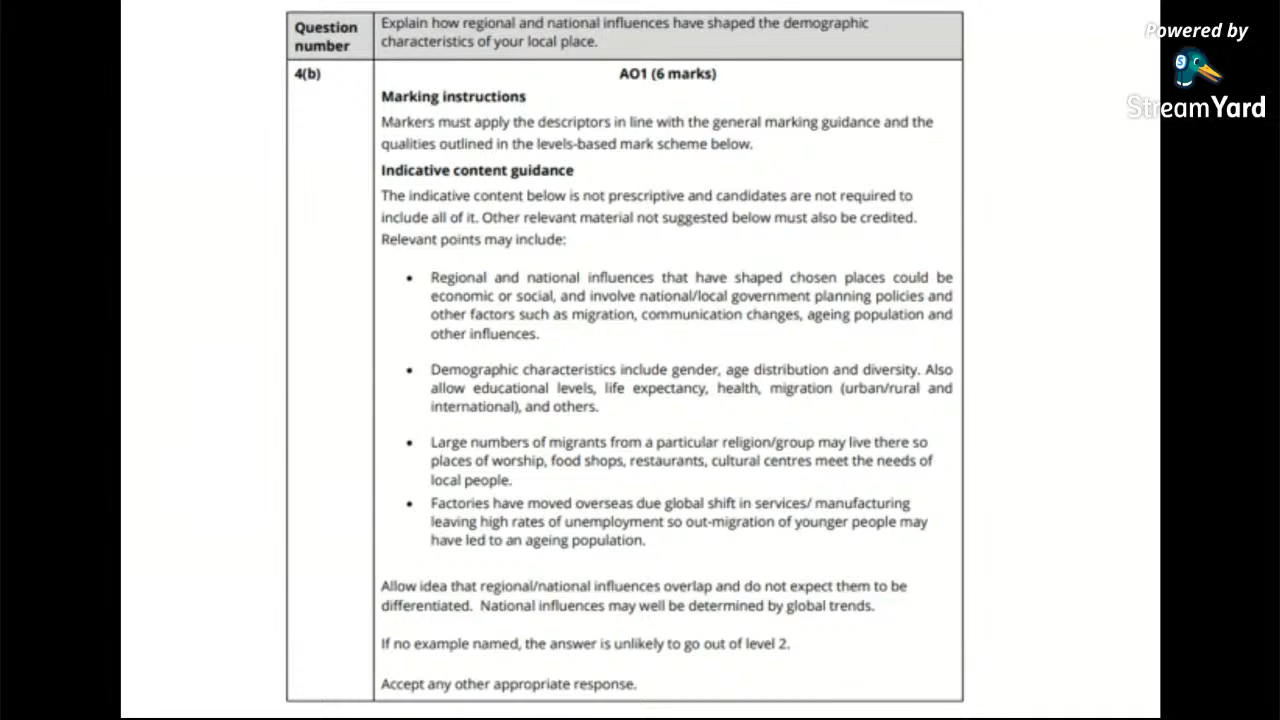 Question
number
Explain how regional and national influences have shaped the demographic
characteristics of your local place.
4(b)
AO1 (6 marks)
Marking instructions
Markers must apply the descriptors in line with the general marking guidance and the
qualities outlined in the levels-based mark scheme below.
Indicative content guidance
The indicative content below is not prescriptive and candidates are not required to
include all of it. Other relevant material not suggested below must also be credited.
Relevant points may include:
• Regional and national influences that have shaped chosen places could be
economic or social, and involve national/local government planning policies and
other factors such as migration, communication changes, ageing population and
other influences.
• Demographic characteristics include gender, age distribution and diversity. Also
allow educational levels, life expectancy, health, migration (urban/rural and
international), and others.
• Large numbers of migrants from a particular religion/group may live there so
places of worship, food shops, restaurants, cultural centres meet the needs of
local people.
• Factories have moved overseas due global shift in services/ manufacturing
leaving high rates of unemployment so out-migration of younger people may
have led to an ageing population.
Allow idea that regional/national influences overlap and do not expect them to be
differentiated. National influences may well be determined by global trends.
If no example named, the answer is unlikely to go out of level 2.
Accept any other appropriate response.
Powered by
S
StreamYard